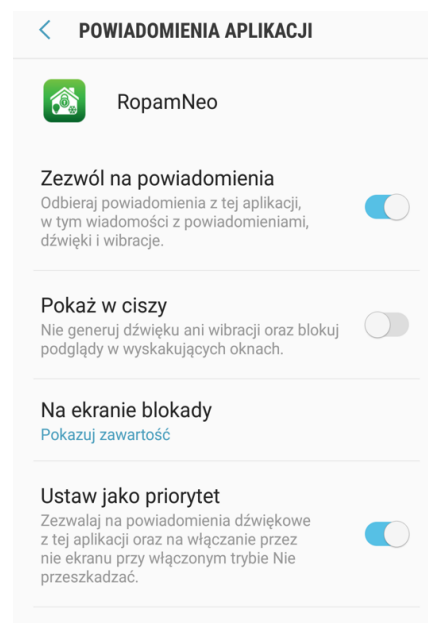 POWIADOMIENIA APLIKACJI
RopamNeo
Zezwól na powiadomienia
Odbieraj powiadomienia z tej aplikacji,
w tym wiadomości z powiadomieniami,
dźwięki i wibracje.
Pokaż w ciszy
Nie generuj dźwięku ani wibracji oraz blokuj
podglądy w wyskakujących oknach.
Na ekranie blokady
Pokazuj zawartość
Ustaw jako priorytet
Zezwalaj na powiadomienia dźwiękowe
z tej aplikacji oraz na włączanie przez
nie ekranu przy włączonym trybie Nie
przeszkadzać.